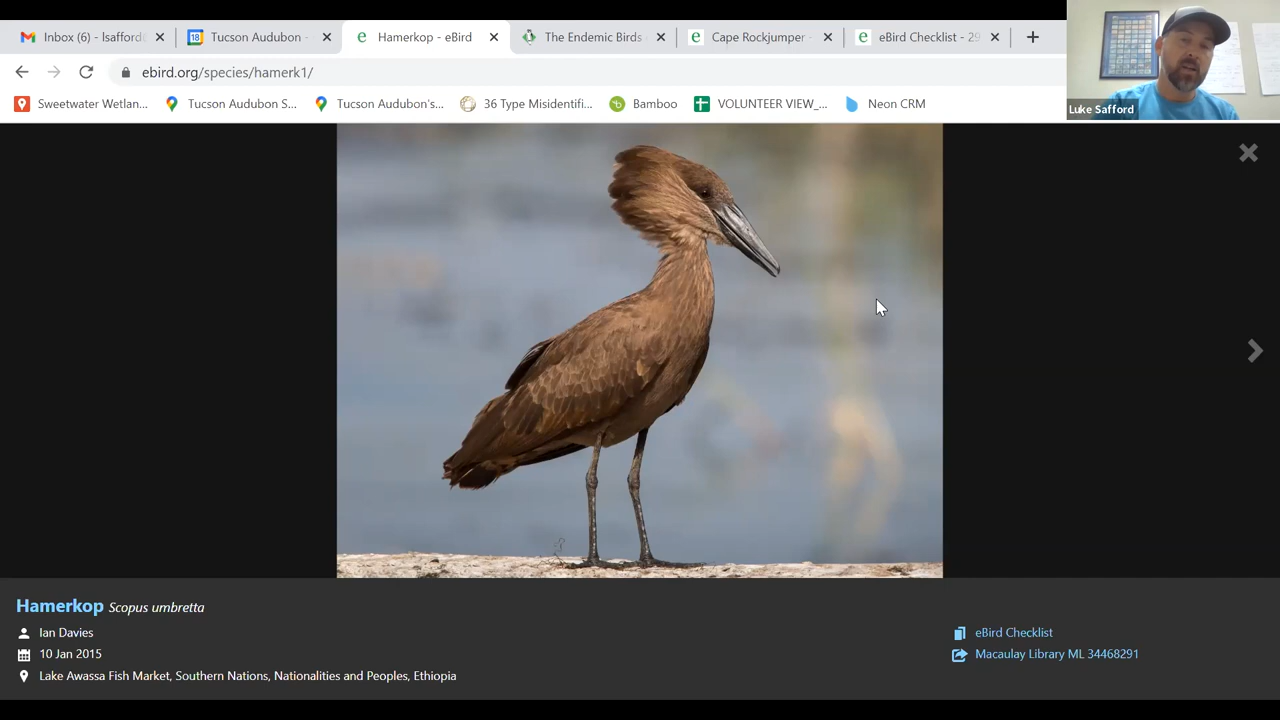 Inbox (6) - lsafford
Tucson Audubon -
Hamerkop - eBird
The Endemic Birds
Cape Rockjumper -
eBird Checklist - 29
ebird.org/species/hamerk1/
Sweetwater Wetlan...
Tucson Audubon S...
Tucson Audubon's...
36 Type Misidentifi...
Bamboo
VOLUNTEER VIEW_...
Neon CRM
Luke Safford
Hamerkop Scopus umbretta
Ian Davies
10 Jan 2015
Lake Awassa Fish Market, Southern Nations, Nationalities and Peoples, Ethiopia
eBird Checklist
Macaulay Library ML 34468291